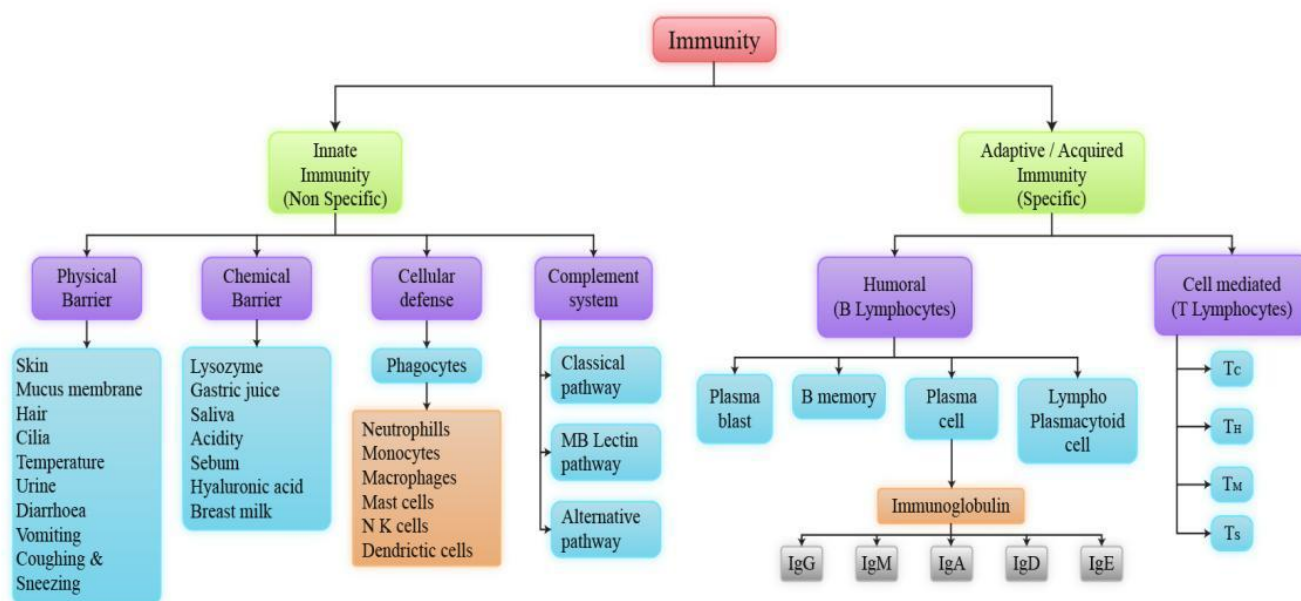 Immunity
Innate
Immunity
(Non Specific)
Adaptive / Acquired
Immunity
(Specific)
Physical
Barrier
Chemical
Barrier
Cellular
defense
Complement
system
Humoral
(B Lymphocytes)
Cell mediated
(T Lymphocytes)
Skin
Mucus membrane
Hair
Cilia
Temperature
Urine
Diarrhoea
Vomiting
Coughing &
Sneezing
Lysozyme
Gastric juice
Saliva
Acidity
Sebum
Hyaluronic acid
Breast milk
Phagocytes
Neutrophills
Monocytes
Macrophages
Mast cells
N K cells
Dendrictic cells
Classical
pathway
MB Lectin
pathway
Alternative
pathway
Plasma
blast
B memory
Plasma
cell
Lympho
Plasmacytoid
cell
Immunoglobulin
IgG
IgM
IgA
IgD
IgE
TC
TH
TM
TS